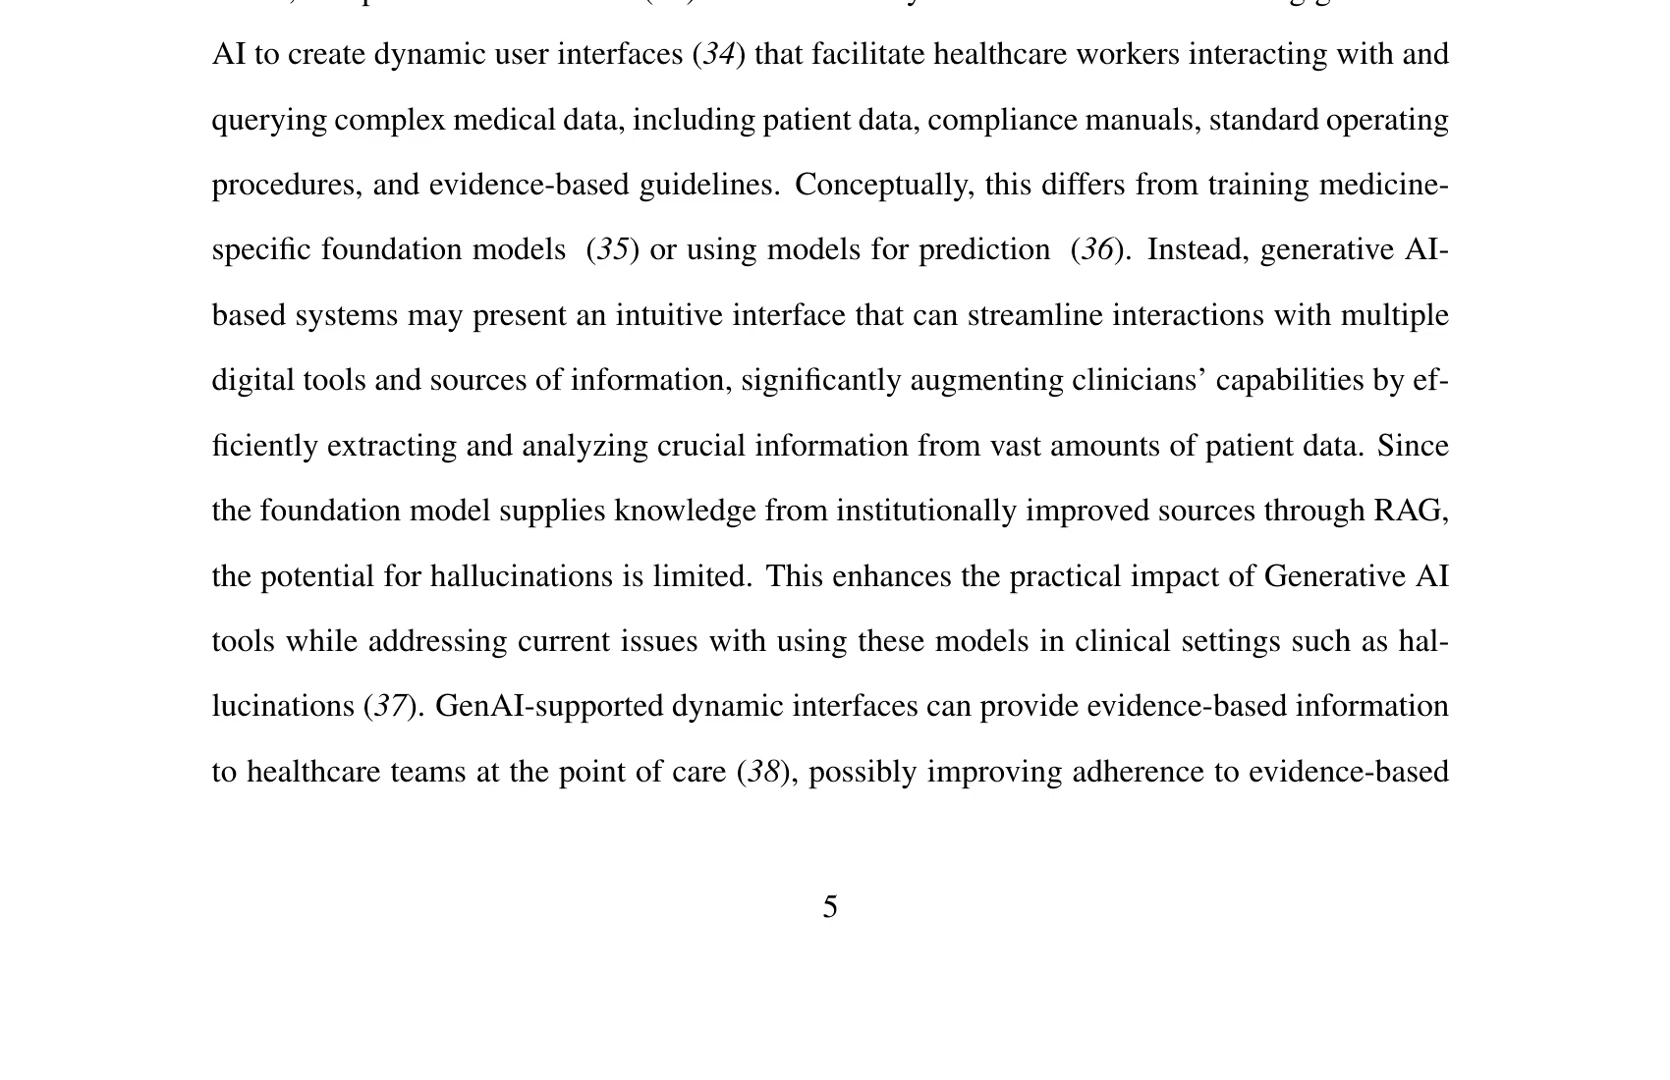 AI to create dynamic user interfaces (34) that facilitate healthcare workers interacting with and
querying complex medical data, including patient data, compliance manuals, standard operating
procedures, and evidence-based guidelines. Conceptually, this differs from training medicine-
specific foundation models (35) or using models for prediction (36). Instead, generative AI-
based systems may present an intuitive interface that can streamline interactions with multiple
digital tools and sources of information, significantly augmenting clinicians’ capabilities by ef-
ficiently extracting and analyzing crucial information from vast amounts of patient data. Since
the foundation model supplies knowledge from institutionally improved sources through RAG,
the potential for hallucinations is limited. This enhances the practical impact of Generative AI
tools while addressing current issues with using these models in clinical settings such as hal-
lucinations (37). GenAI-supported dynamic interfaces can provide evidence-based information
to healthcare teams at the point of care (38), possibly improving adherence to evidence-based
5